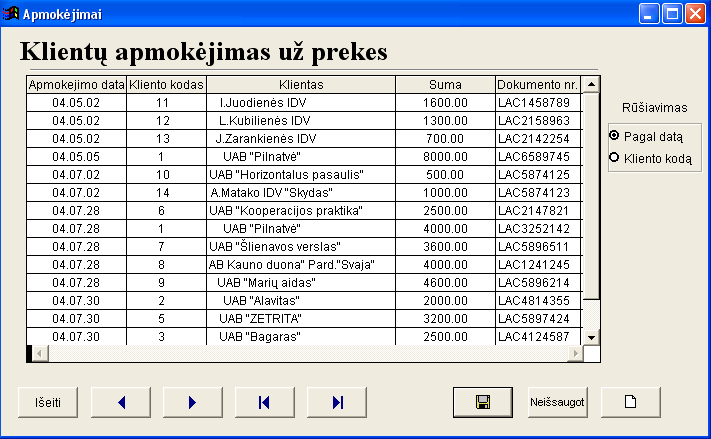 Apmokėjimai
Klientų apmokėjimas už prekes
Apmokejimo data Kliento kodas Klientas Suma Dokumento nr.
04.05.02 11 I.Juodienės IDV 1600.00 LAC1458789
04.05.02 12 L.Kubilienės IDV 1300.00 LAC2158963
04.05.02 13 J.Zarankienės IDV 700.00 LAC2142254
04.05.05 1 UAB "Pilnatvė" 8000.00 LAC6589745
04.07.02 10 UAB "Horizontalus pasaulis" 500.00 LAC5874125
04.07.02 14 A.Matako IDV "Skydas" 1000.00 LAC5874123
04.07.28 6 UAB "Kooperacijos praktika" 2500.00 LAC2147821
04.07.28 1 UAB "Pilnatvė" 4000.00 LAC3252142
04.07.28 7 UAB "Šlienavos verslas" 3600.00 LAC5896511
04.07.28 8 AB Kauno duona" Pard."Svaja" 4000.00 LAC1241245
04.07.28 9 UAB "Marių aidas" 4600.00 LAC5896214
04.07.30 2 UAB "Alavitas" 2000.00 LAC4814355
04.07.30 5 UAB "ZETRITA" 3200.00 LAC5897424
04.07.30 3 UAB "Bagaras" 2500.00 LAC4124587
Rūšiavimas
Pagal datą
Kliento kodą
Išeiti
Neišsaugot